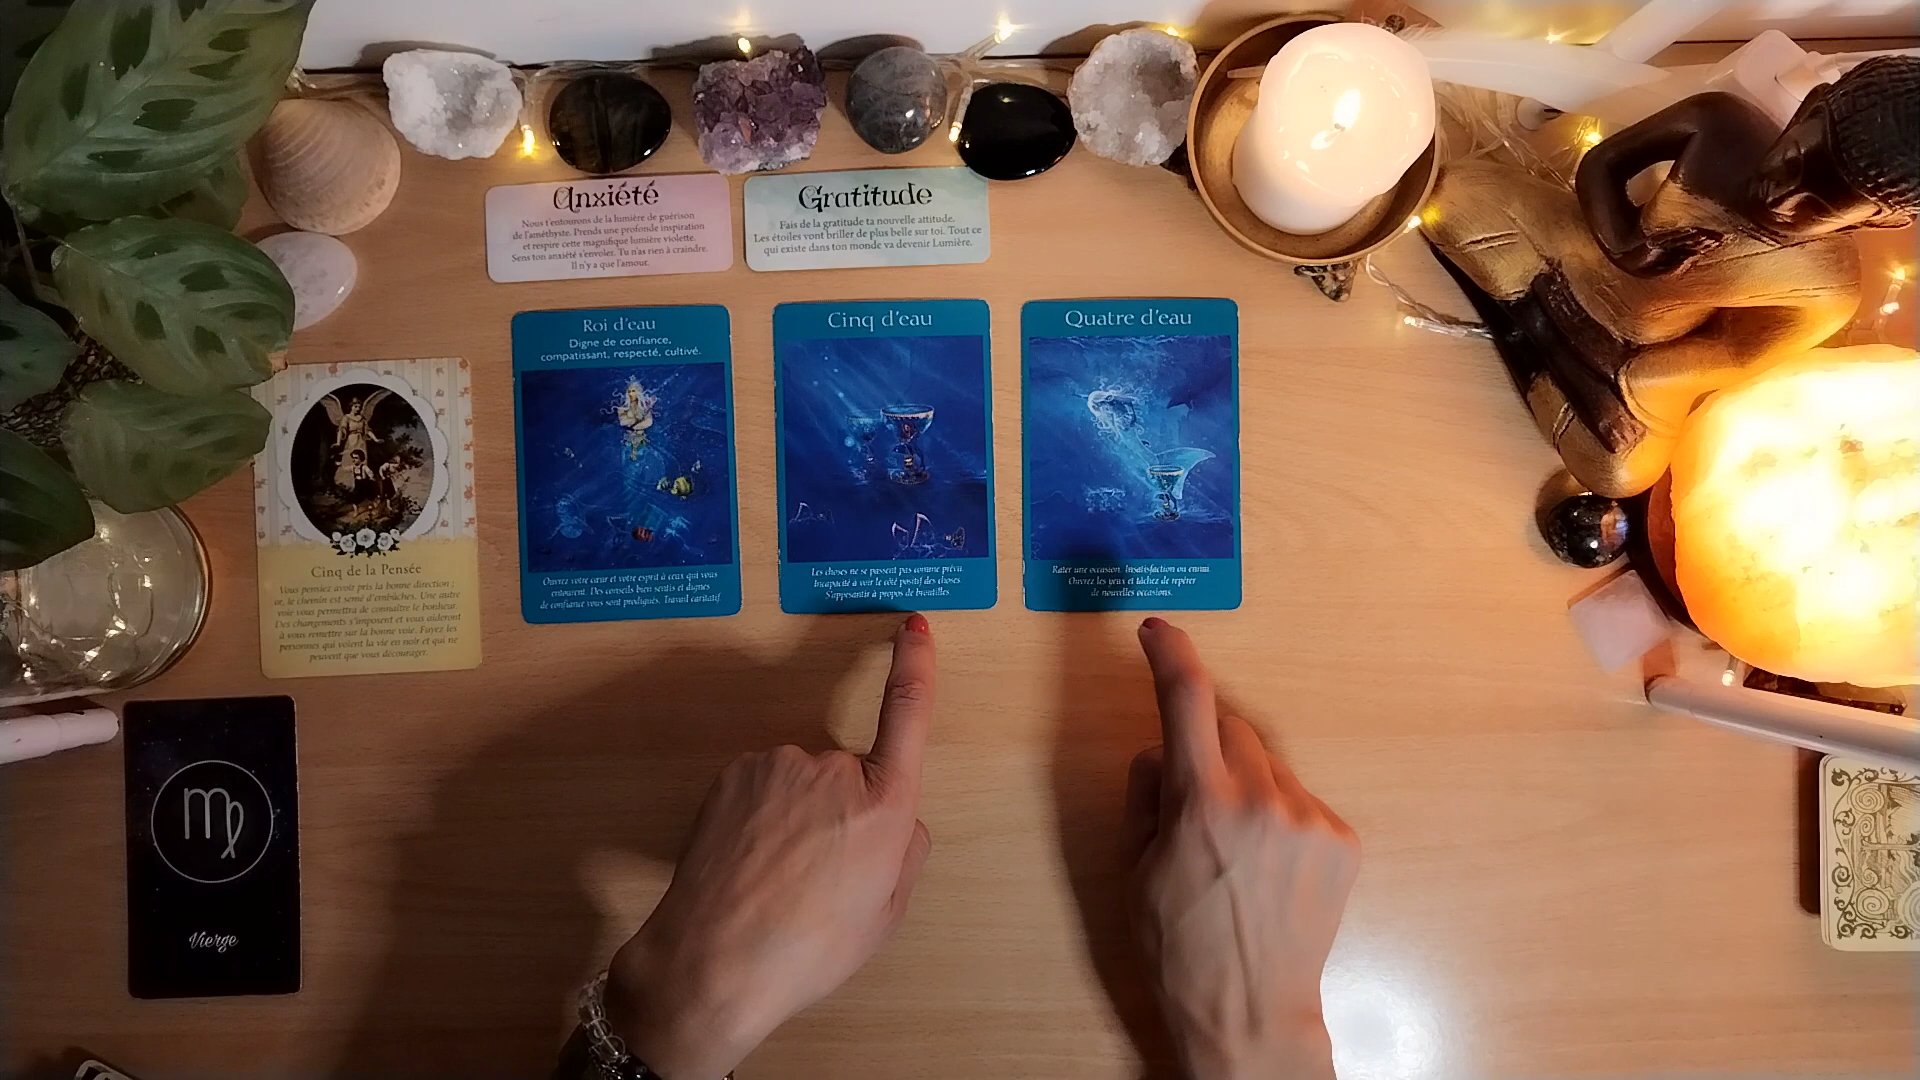 Anxiété
Nous t'entourons de la lumière de guérison
de l'améthyste. Prends une profonde inspiration
et respire cette magnifique lumière violette.
Sens ton anxiété s'envoler. Tu n'as rien à craindre.
Il n'y a que l'amour.
Gratitude
Fais de la gratitude ta nouvelle attitude.
Les étoiles vont briller de plus belle sur toi. Tout ce
qui existe dans ton monde va devenir Lumière.
Cinq de la Pensée
Vous pensiez avoir pris la bonne direction ;
or, le chemin est semé d'embûches. Une autre
voie vous permettra de connaître le bonheur.
Des changements s'imposent et vous aideront
à vous remettre sur la bonne voie. Fuyez les
personnes qui voient la vie en noir et qui ne
peuvent que vous décourager.
Roi d'eau
Digne de confiance,
compatissant, respecté, cultivé.
Ouvrez votre cœur et votre esprit à ceux qui vous
entourent. Des conseils bien sentis et dignes
de confiance vous sont prodigués. Travail caritatif
Cinq d'eau
Les choses ne se passent pas comme prévu.
Incapacité à voir le côté positif des choses.
S'appesantir à propos de broutilles
Quatre d'eau
Rater une occasion. Insatisfaction ou ennui.
Ouvrez les yeux et tâchez de repérer
de nouvelles occasions.
Vierge